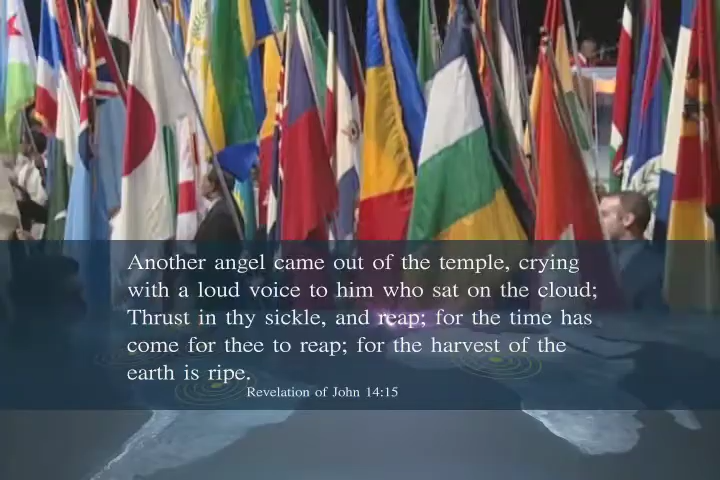 Another angel came out of the temple, crying
with a loud voice to him who sat on the cloud;
Thrust in thy sickle, and reap; for the time has
come for thee to reap; for the harvest of the
earth is ripe.
Revelation of John 14:15